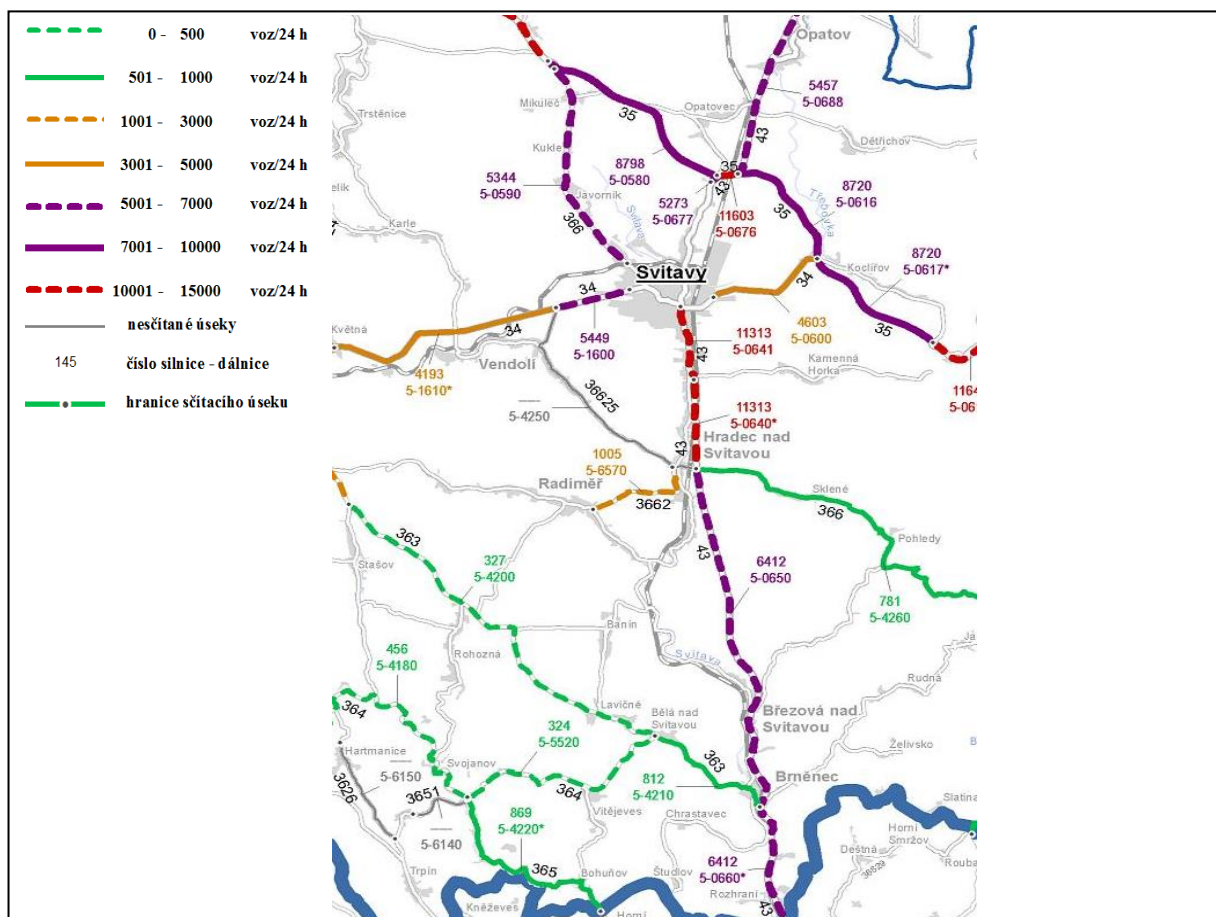 0 - 500 voz/24 h
501 - 1000 voz/24 h
1001 - 3000 voz/24 h
3001 - 5000 voz/24 h
5001 - 7000 voz/24 h
7001 - 10000 voz/24 h
10001 - 15000 voz/24 h
nesčítané úseky
145 číslo silnice - dálnice
hranice sčítacího úseku
Opatov
5457
5-0688
43
Mikuleč
35
Opatovec
Trstěnice
Dětřichov
Kukle
8798
5-0580
35
43
5344
5-0590
Javorník
5273
5-0677
11603
5-0676
35
8720
5-0616
Třebovka
Svitava
366
Karle
Svitavy
8720
5-0617*
Koclířov
34
34
35
Květná
34
5449
5-1600
4603
5-0600
11313
5-0641
43
Vendolí
Kamenná
Horka
4193
5-1610*
36625
5-4250
11313
5-0640*
43
Hradec nad
Svitavou
1005
5-6570
Radiměř
3662
Sklené
366
Pohledy
363
43
Stašov
327
5-4200
6412
5-0650
781
5-4260
Banín
456
5-4180
Rohozná
Svitava
Rudná
364
Lavičné
Bělá nad
Svitavou
Březová nad
Svitavou
324
5-5520
Hartmanice
Želivsko
5-6150
Svojanov
363
3626
3651
364
812
5-4210
Brněnec
Slatina
869
5-4220*
Vítějeves
Chrastavec
5-6140
Horní
Smržov
Deštná
Trpín
365
Bohuňov
Študlov
6412
5-0660*
36529
Rozhraní
Kněževes
Horní
43